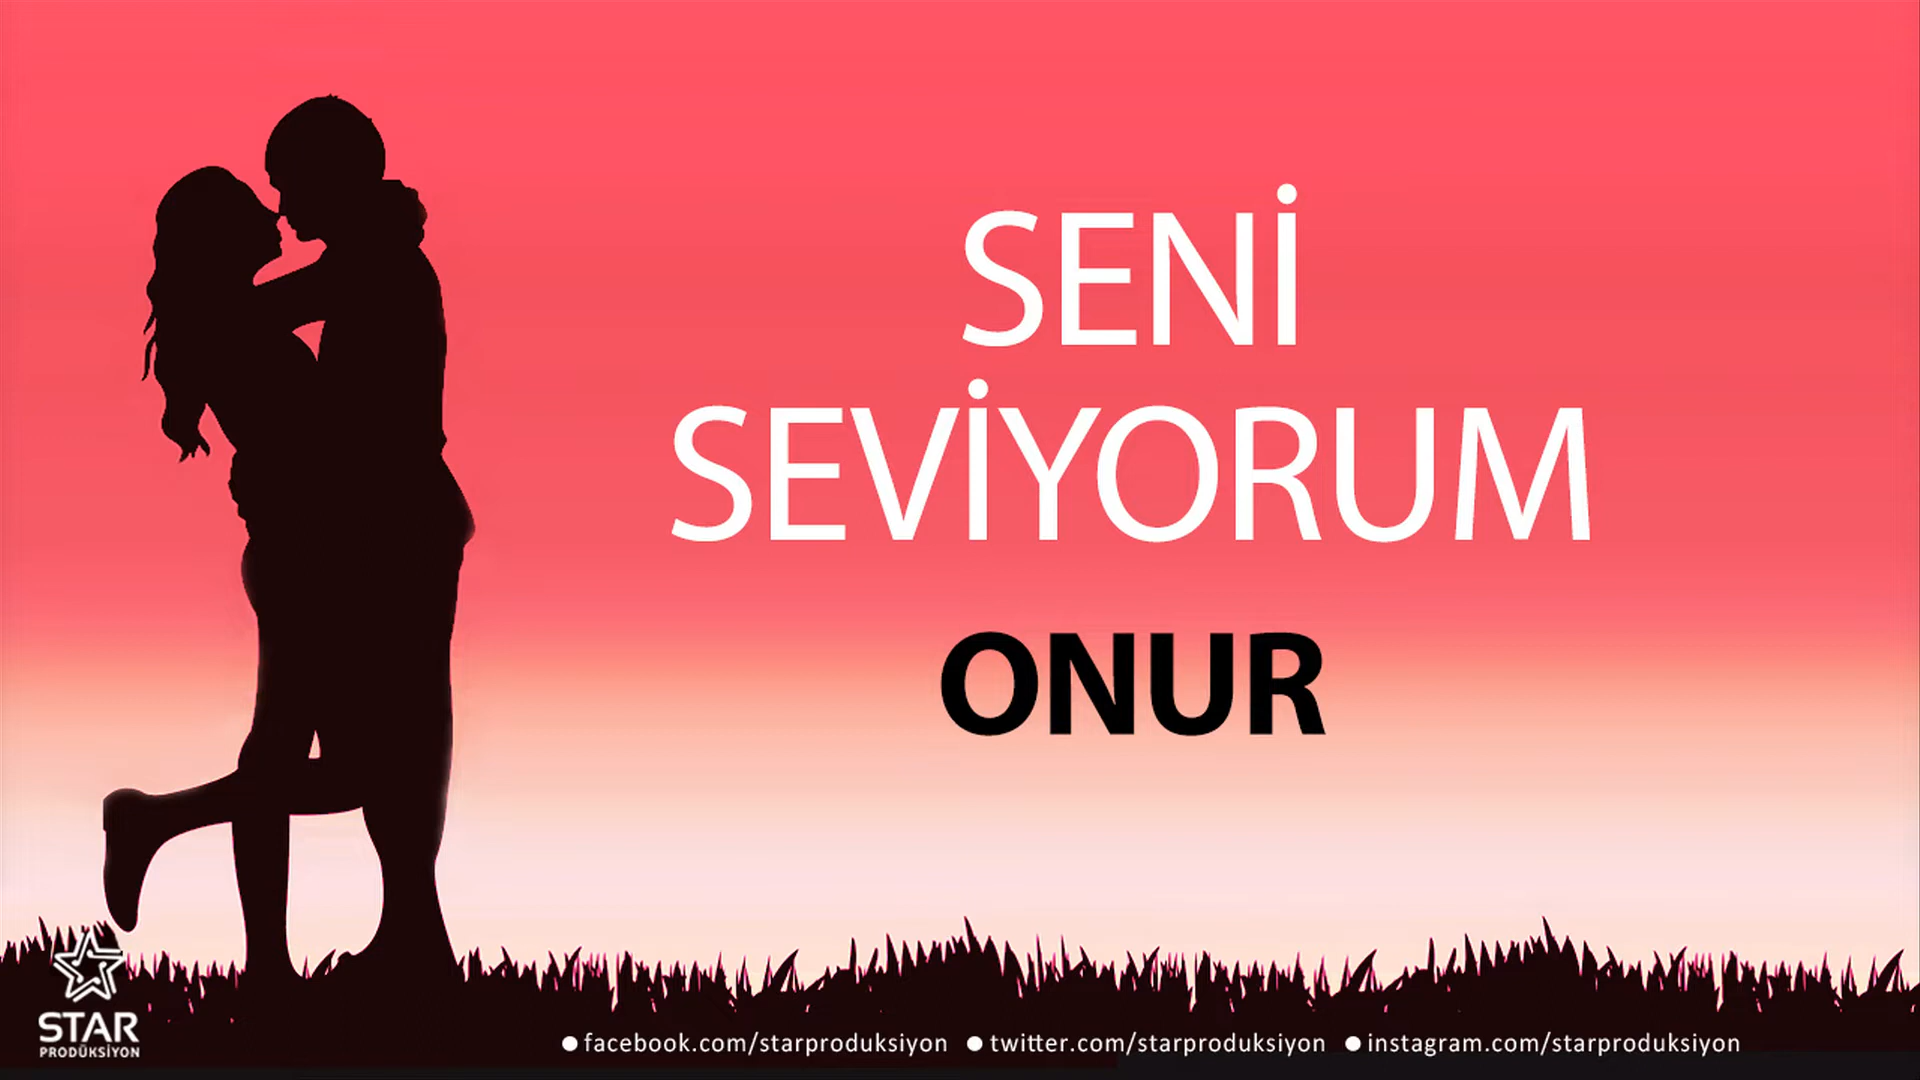 SENİ
SEVİYORUM
ONUR
STAR
PRODÜKSİYON
facebook.com/starproduksiyon twitter.com/starproduksiyon instagram.com/starproduksiyon